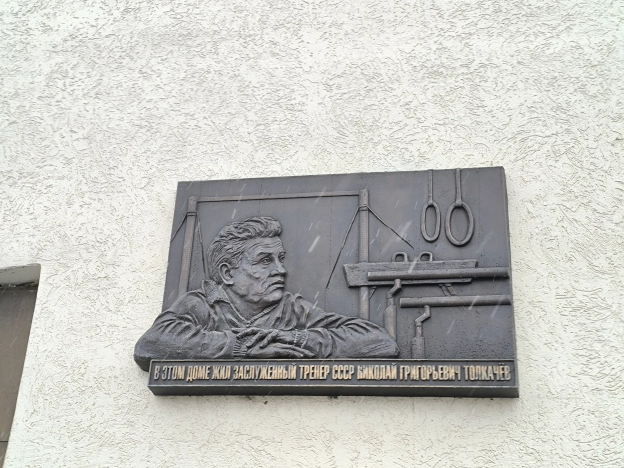 В ЭТОМ ДОМЕ ЖИЛ ЗАСЛУЖЕННЫЙ ТРЕНЕР СССР НИКОЛАЙ ГРИГОРЬЕВИЧ ТОЛКАЧЕВ